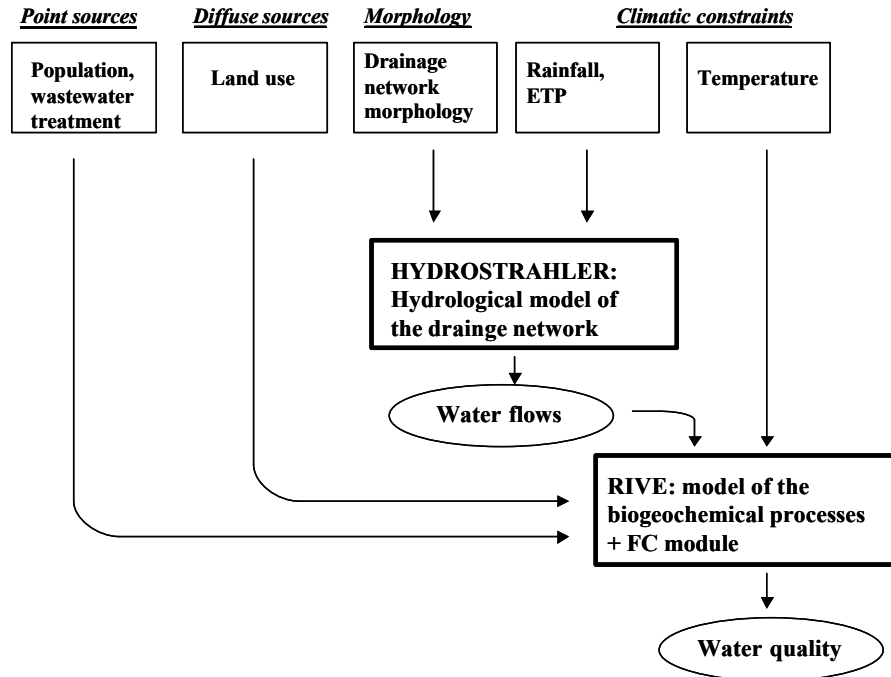 Point sources
Diffuse sources
Morphology
Climatic constraints
Population,
wastewater
treatment
Land use
Drainage
network
morphology
Rainfall,
ETP
Temperature
HYDROSTRAHLER:
Hydrological model of
the drainge network
Water flows
RIVE: model of the
biogeochemical processes
+ FC module
Water quality